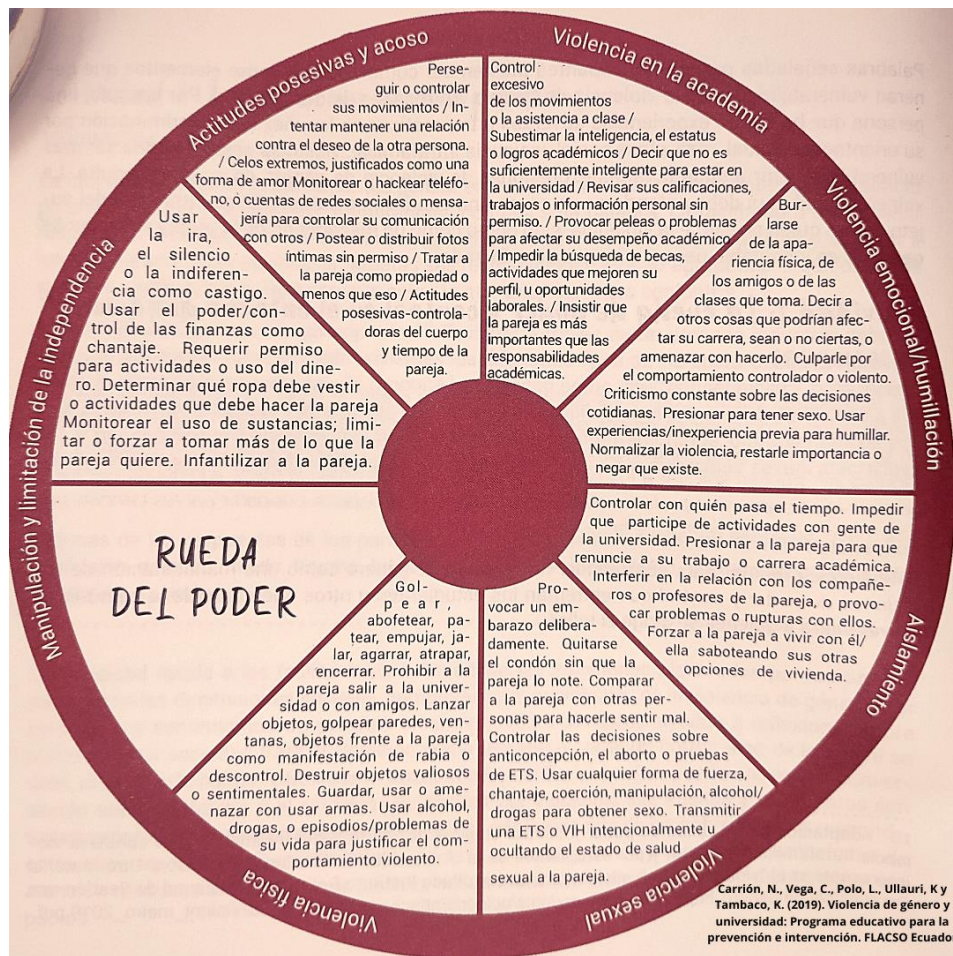 Actitudes posesivas y acoso
Perse-
guir o controlar
sus movimientos / In-
tentar mantener una relación
contra el deseo de la otra persona.
/ Celos extremos, justificados como una
forma de amor Monitorear o hackear teléfo-
no, o cuentas de redes sociales o mensa-
jería para controlar su comunicación
con otros / Postear o distribuir fotos
íntimas sin permiso / Tratar a
la pareja como propiedad o
menos que eso / Actitudes
posesivas-controla-
doras del cuerpo
y tiempo de la
pareja.
Violencia en la academia
Control
excesivo
de los movimientos
o la asistencia a clase /
Subestimar la inteligencia, el estatus
o logros académicos / Decir que no es
suficientemente inteligente para estar en
la universidad / Revisar sus calificaciones,
trabajos o información personal sin
permiso. / Provocar peleas o problemas
para afectar su desempeño académico
/ Impedir la búsqueda de becas,
actividades que mejoren su
perfil, u oportunidades
laborales. / Insistir que
la pareja es más
importantes que las
responsabilidades
académicas.
Violencia emocional/humillación
Bur-
larse
de la apa-
riencia física, de
los amigos o de las
clases que toma. Decir a
otros cosas que podrían afec-
tar su carrera, sean o no ciertas, o
amenazar con hacerlo. Culparle por
el comportamiento controlador o violento.
Criticismo constante sobre las decisiones
cotidianas. Presionar para tener sexo. Usar
experiencias/inexperiencia previa para humillar.
Normalizar la violencia, restarle importancia o
negar que existe.
Aislamiento
Controlar con quién pasa el tiempo. Impedir
que participe de actividades con gente de
la universidad. Presionar a la pareja para que
renuncie a su trabajo o carrera académica.
Interferir en la relación con los compañe-
ros o profesores de la pareja, o provo-
car problemas o rupturas con ellos.
Forzar a la pareja a vivir con él/
ella saboteando sus otras
opciones de vivienda.
Violencia sexual
Pro-
vocar un em-
barazo delibera-
damente. Quitarse
el condón sin que la
pareja lo note. Comparar
a la pareja con otras per-
sonas para hacerle sentir mal.
Controlar las decisiones sobre
anticoncepción, el aborto o pruebas
de ETS. Usar cualquier forma de fuerza,
chantaje, coerción, manipulación, alcohol/
drogas para obtener sexo. Transmitir
una ETS o VIH intencionalmente u
ocultando el estado de salud
sexual a la pareja.
Violencia física
Gol-
pear,
abofetear, pa-
tear, empujar, ja-
lar, agarrar, atrapar,
encerrar. Prohibir a la
pareja salir a la univer-
sidad o con amigos. Lanzar
objetos, golpear paredes, ven-
tanas, objetos frente a la pareja
como manifestación de rabia o
descontrol. Destruir objetos valiosos
o sentimentales. Guardar, usar o ame-
nazar con usar armas. Usar alcohol,
drogas, o episodios/problemas de
su vida para justificar el com-
portamiento violento.
Manipulación y limitación de la independencia
Usar
la ira,
el silencio
o la indiferen-
cia como castigo.
Usar el poder/con-
trol de las finanzas como
chantaje. Requerir permiso
para actividades o uso del dine-
ro. Determinar qué ropa debe vestir
o actividades que debe hacer la pareja
Monitorear el uso de sustancias; limi-
tar o forzar a tomar más de lo que la
pareja quiere. Infantilizar a la pareja.
RUEDA
DEL PODER
Carrión, N., Vega, C., Polo, L., Ullauri, K y
Tambaco, K. (2019). Violencia de género y
universidad: Programa educativo para la
prevención e intervención. FLACSO Ecuador